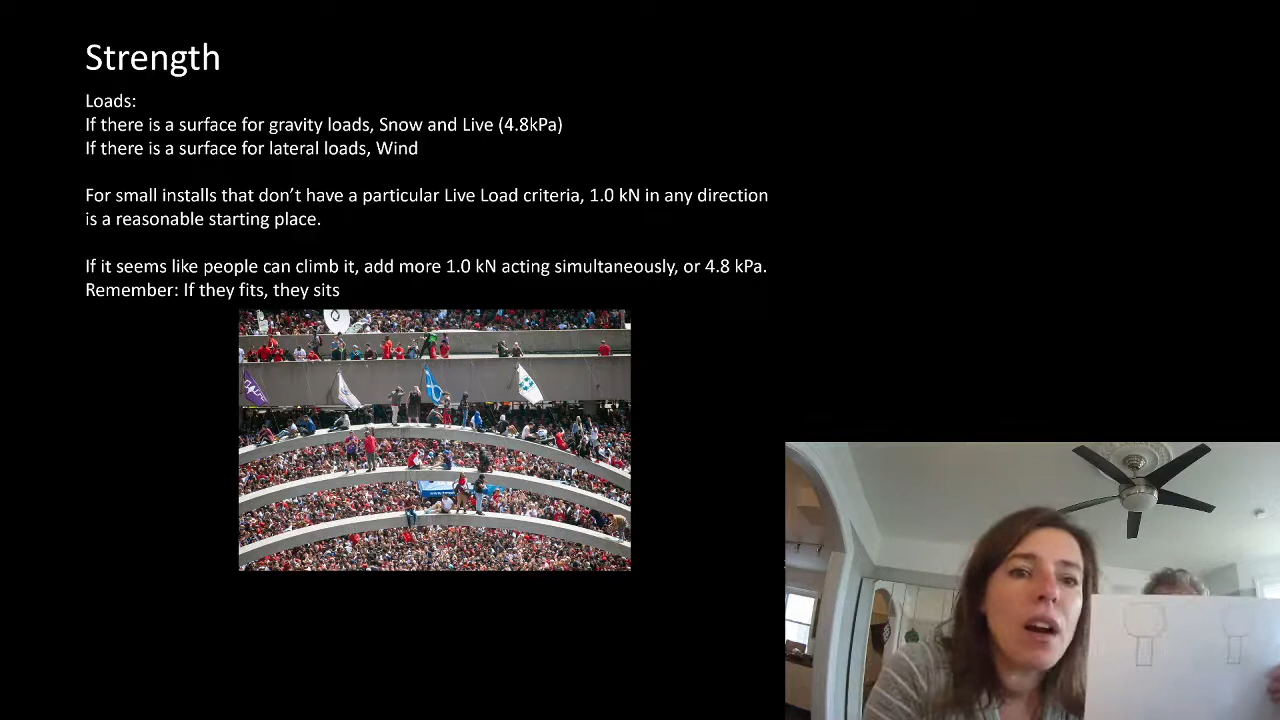 Strength
Loads:
If there is a surface for gravity loads, Snow and Live (4.8kPa)
If there is a surface for lateral loads, Wind
For small installs that don’t have a particular Live Load criteria, 1.0 kN in any direction
is a reasonable starting place.
If it seems like people can climb it, add more 1.0 kN acting simultaneously, or 4.8 kPa.
Remember: If they fits, they sits